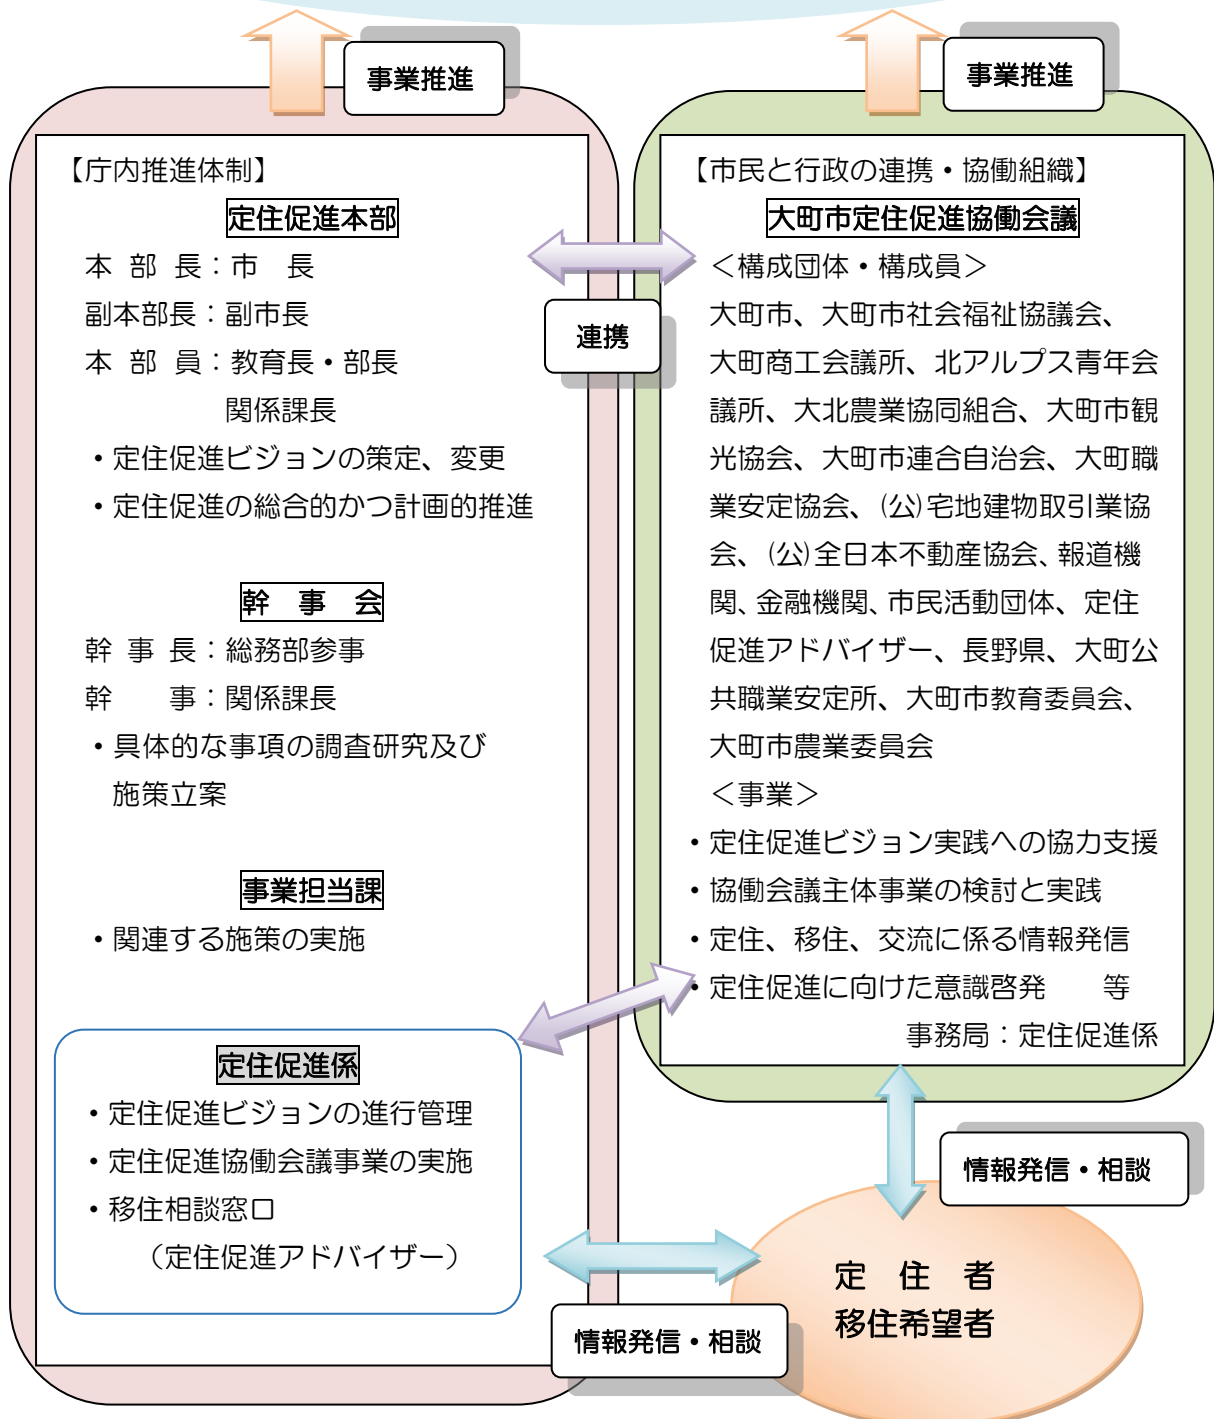 事業推進
事業推進
【庁内推進体制】
定住促進本部
本 部 長：市　長
副本部長：副市長
本 部 員：教育長・部長
関係課長
・定住促進ビジョンの策定、変更
・定住促進の総合的かつ計画的推進
幹　事　会
幹 事 長：総務部参事
幹　　事：関係課長
・具体的な事項の調査研究及び
施策立案
事業担当課
・関連する施策の実施
定住促進係
・定住促進ビジョンの進行管理
・定住促進協働会議事業の実施
・移住相談窓口
（定住促進アドバイザー）
連携
【市民と行政の連携・協働組織】
大町市定住促進協働会議
＜構成団体・構成員＞
大町市、大町市社会福祉協議会、
大町商工会議所、北アルプス青年会
議所、大北農業協同組合、大町市観
光協会、大町市連合自治会、大町職
業安定協会、(公)宅地建物取引業協
会、(公)全日本不動産協会、報道機
関、金融機関、市民活動団体、定住
促進アドバイザー、長野県、大町公
共職業安定所、大町市教育委員会、
大町市農業委員会
＜事業＞
・定住促進ビジョン実践への協力支援
・協働会議主体事業の検討と実践
・定住、移住、交流に係る情報発信
・定住促進に向けた意識啓発　　等
事務局：定住促進係
情報発信・相談
定　住　者
移住希望者
情報発信・相談